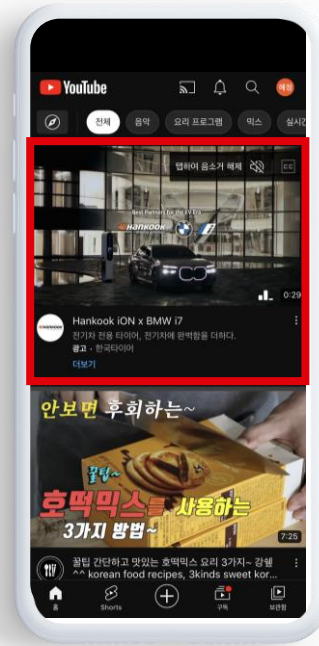 YouTube
혜정
전체
음악
요리 프로그램
믹스
실시간
탭하여 음소거 해제
CC
Best Partners for the EV Era
HANKOOK
0:29
HANKOOK
Hankook iON x BMW i7
전기차 전용 타이어, 전기차에 완벽함을 더하다.
광고 · 한국타이어
더보기
안보면 후회하는~
꿀팁~
호떡믹스를 사용하는
3가지 방법~
7:25
꿀팁 간단하고 맛있는 호떡믹스 요리 3가지~ 강쉘
^^ korean food recipes, 3kinds sweet kor...
홈
Shorts
구독
보관함